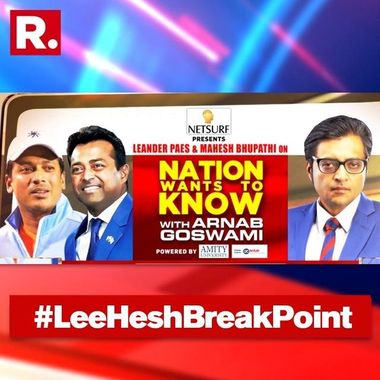 R.
NETSURF
PRESENTS
LEANDER PAES & MAHESH BHUPATHI ON
NATION
WANTS TO
KNOW
WITH ARNAB
GOSWAMI
POWERED BY AMITY
UNIVERSITY
#LeeHeshBreakPoint